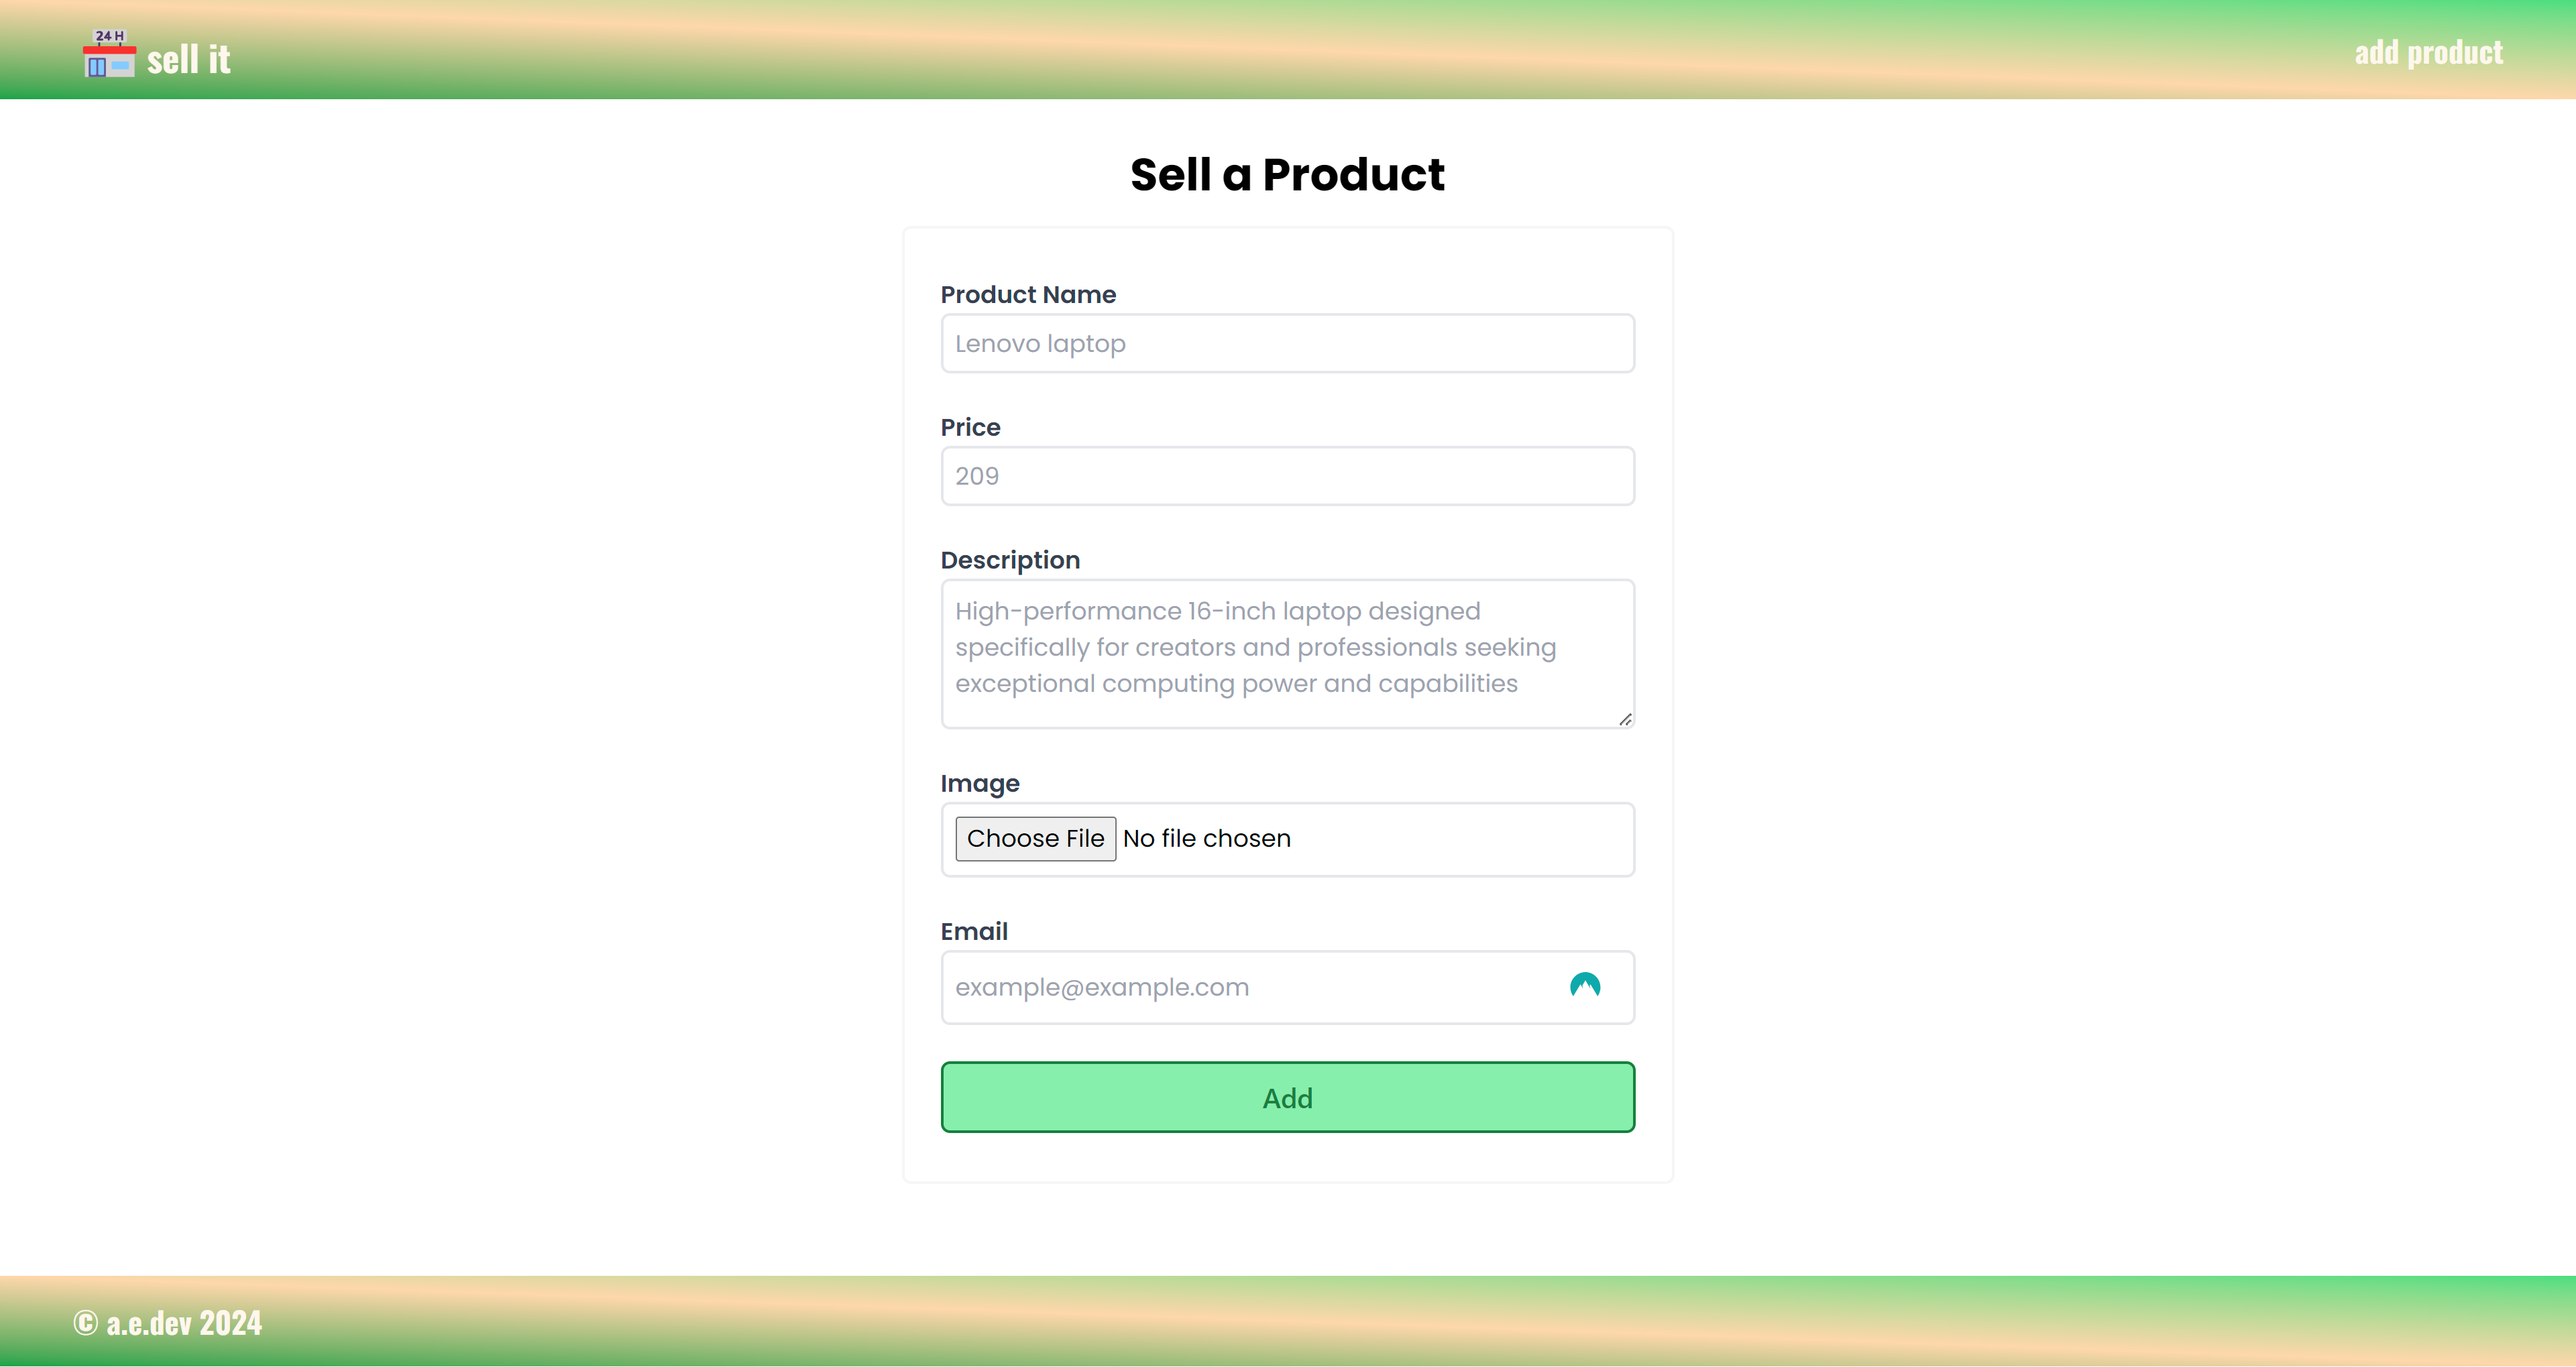 24 H
sell it
add product
Sell a Product
Product Name
Lenovo laptop
Price
209
Description
High-performance 16-inch laptop designed
specifically for creators and professionals seeking
exceptional computing power and capabilities
Image
Choose File No file chosen
Email
example@example.com
Add
© a.e.dev 2024